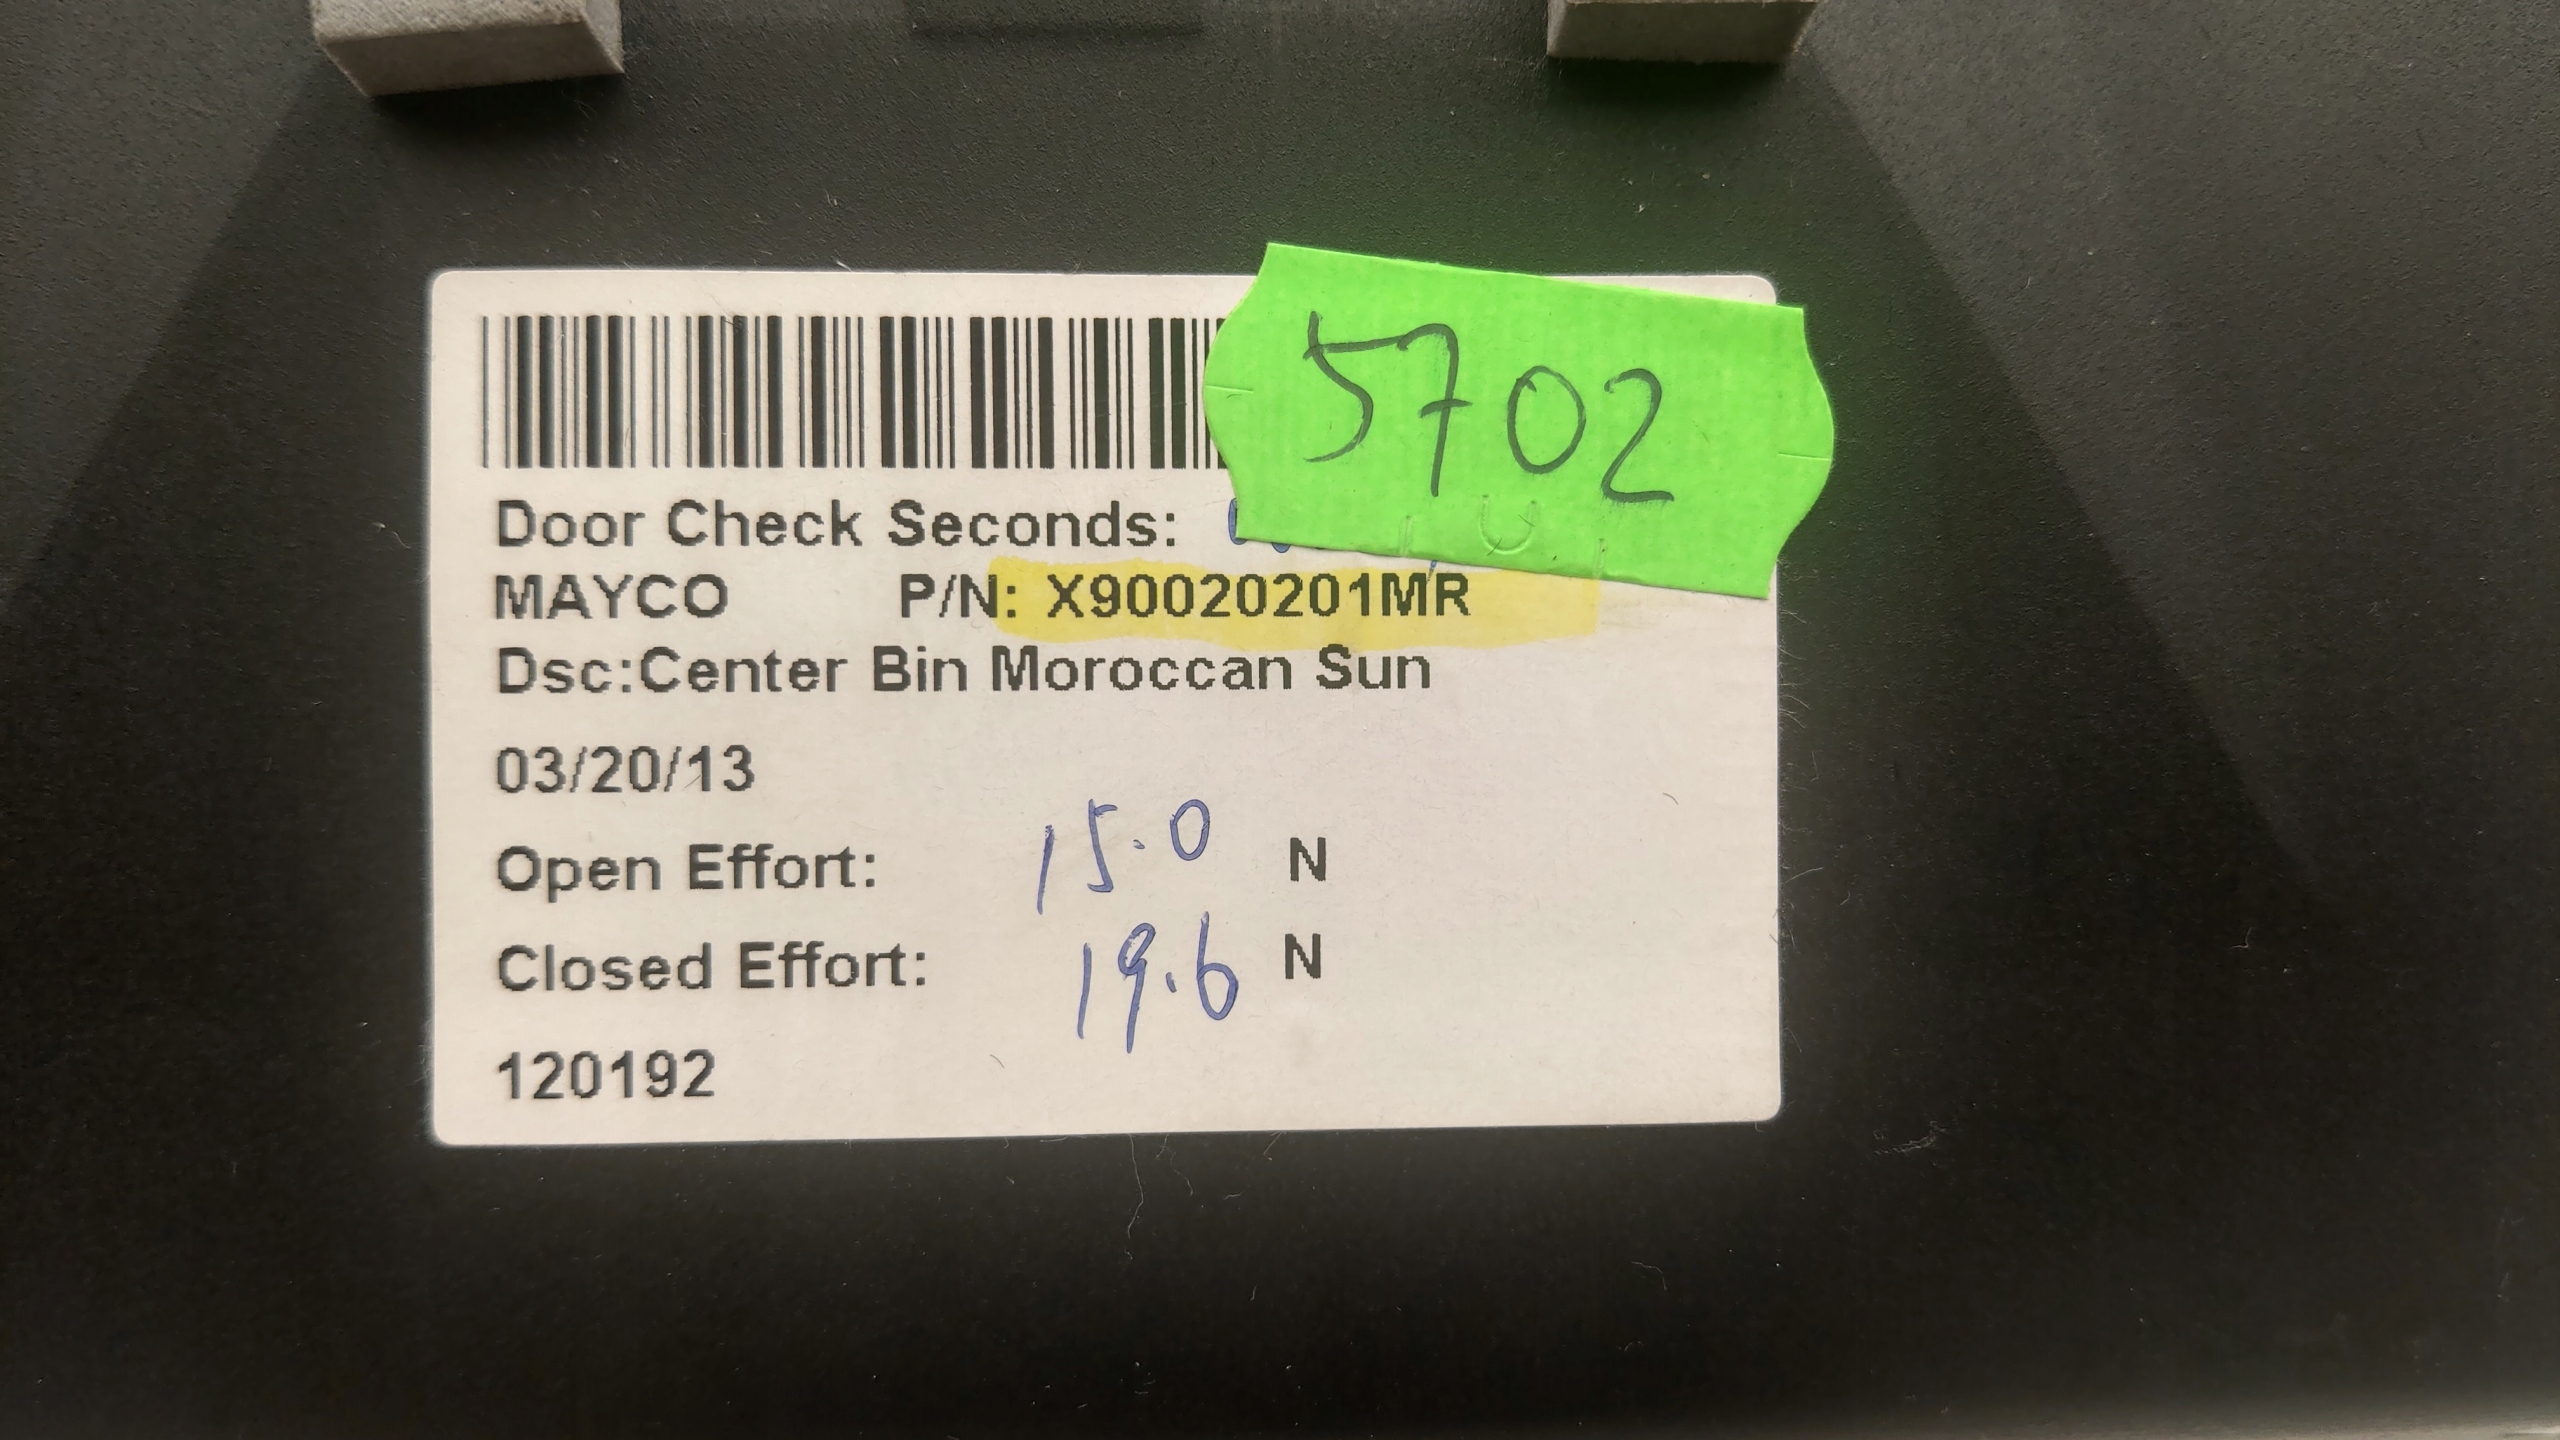 5702
Door Check Seconds:
MAYCO P/N: X90020201MR
Dsc:Center Bin Moroccan Sun
03/20/13
Open Effort: 15.0 N
Closed Effort: 19.6 N
120192